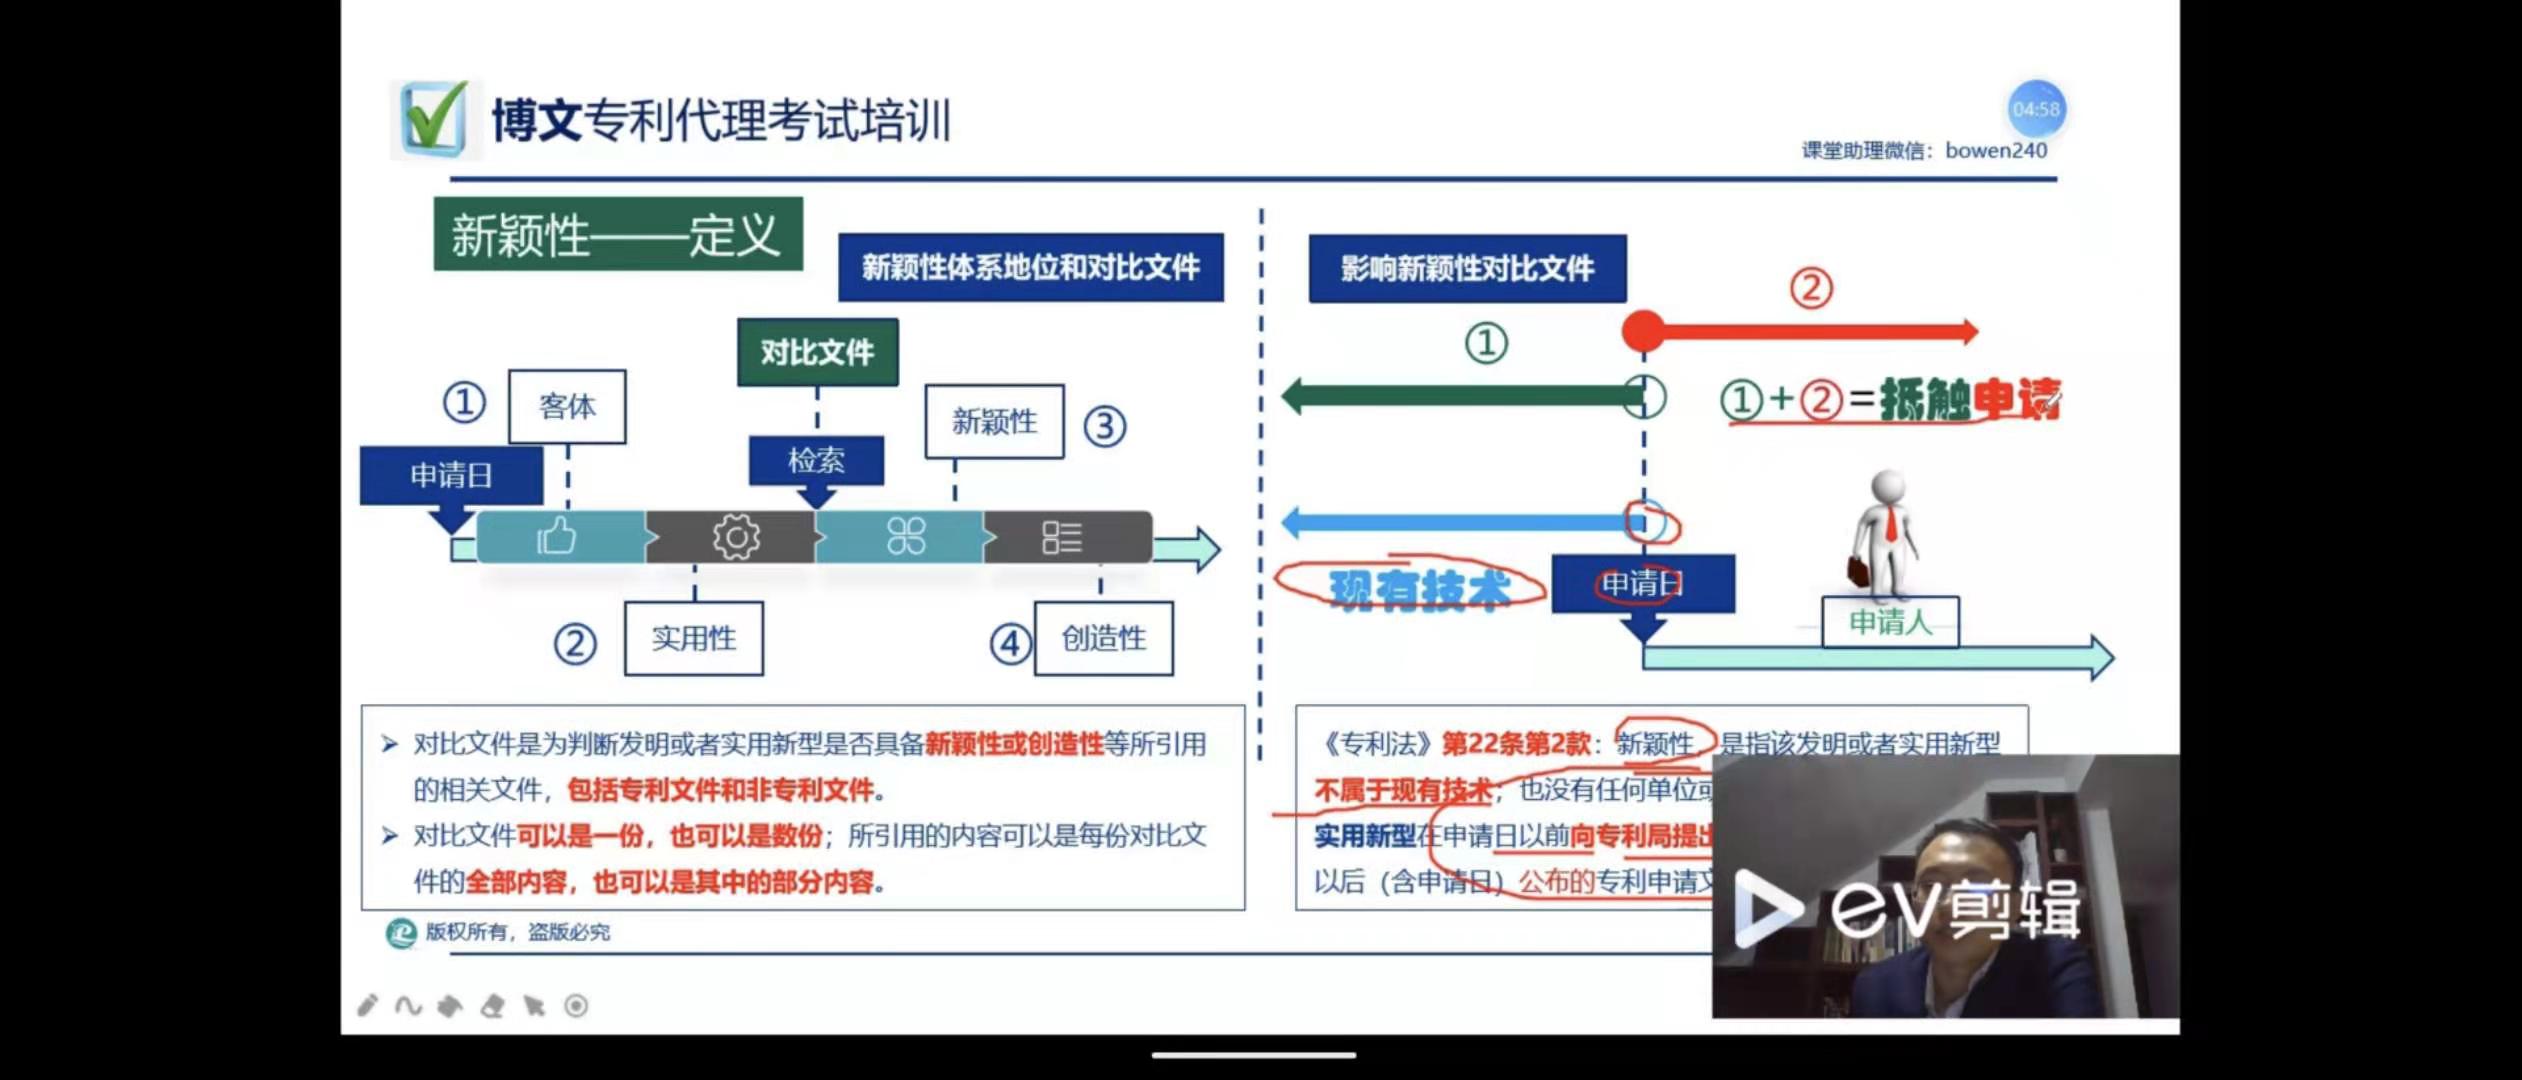 博文专利代理考试培训
04:58
课堂助理微信：bowen240
新颖性——定义
新颖性体系地位和对比文件
对比文件
① 客体
新颖性 ③
申请日
检索
② 实用性
④ 创造性
➢ 对比文件是为判断发明或者实用新型是否具备新颖性或创造性等所引用
的相关文件，包括专利文件和非专利文件。
➢ 对比文件可以是一份，也可以是数份；所引用的内容可以是每份对比文
件的全部内容，也可以是其中的部分内容。
版权所有，盗版必究
影响新颖性对比文件
②
①
①+②=抵触申请
现有技术
申请日
申请人
《专利法》第22条第2款：新颖性，是指该发明或者实用新型
不属于现有技术；也没有任何单位或
实用新型在申请日以前向专利局提出
以后（含申请日）公布的专利申请文
eV剪辑